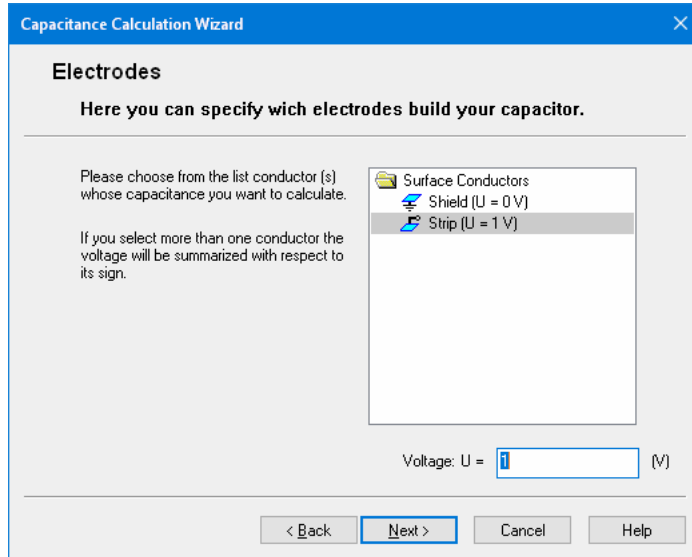 Capacitance Calculation Wizard
Electrodes
Here you can specify wich electrodes build your capacitor.
Please choose from the list conductor (s)
whose capacitance you want to calculate.
If you select more than one conductor the
voltage will be summarized with respect to
its sign.
Surface Conductors
Shield (U = 0 V)
Strip (U = 1 V)
Voltage: U = 1 (V)
< Back Next > Cancel Help